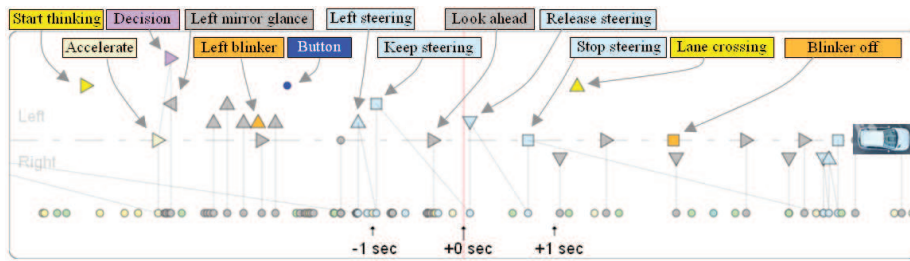 Start thinking Decision Left mirror glance Left steering Look ahead Release steering
Accelerate Left blinker Button Keep steering Stop steering Lane crossing Blinker off
Left
Right
-1 sec +0 sec +1 sec